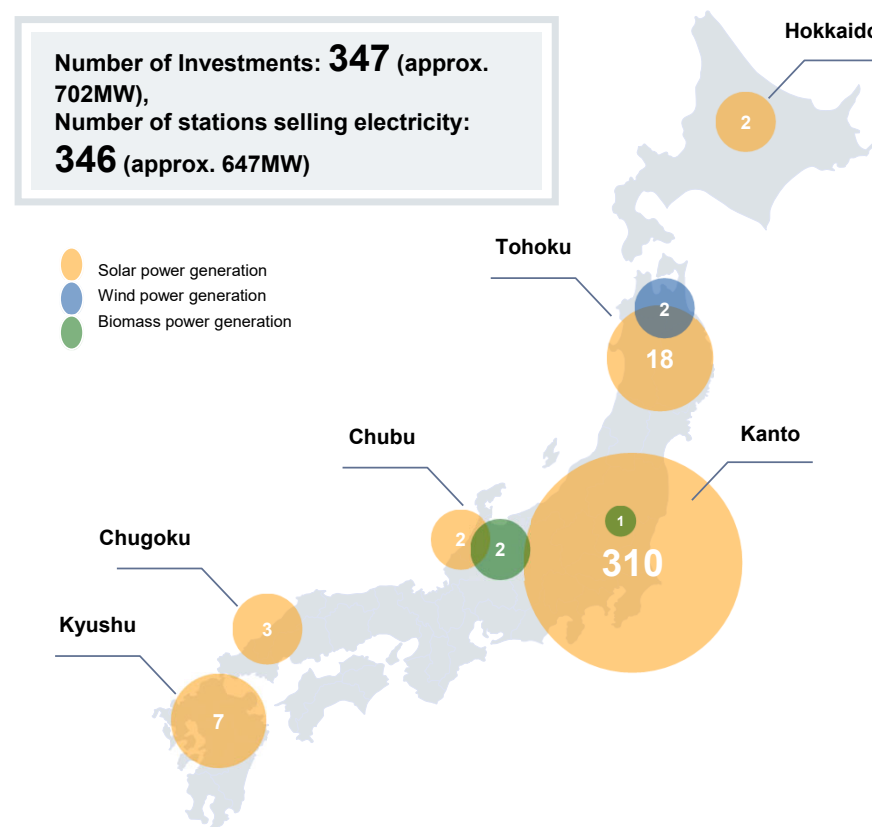 Number of Investments: 347 (approx.
702MW),
Number of stations selling electricity:
346 (approx. 647MW)
Hokkaido
2
Solar power generation
Wind power generation
Biomass power generation
Tohoku
2
18
Chubu
Kanto
2
2
1
310
Chugoku
3
Kyushu
7